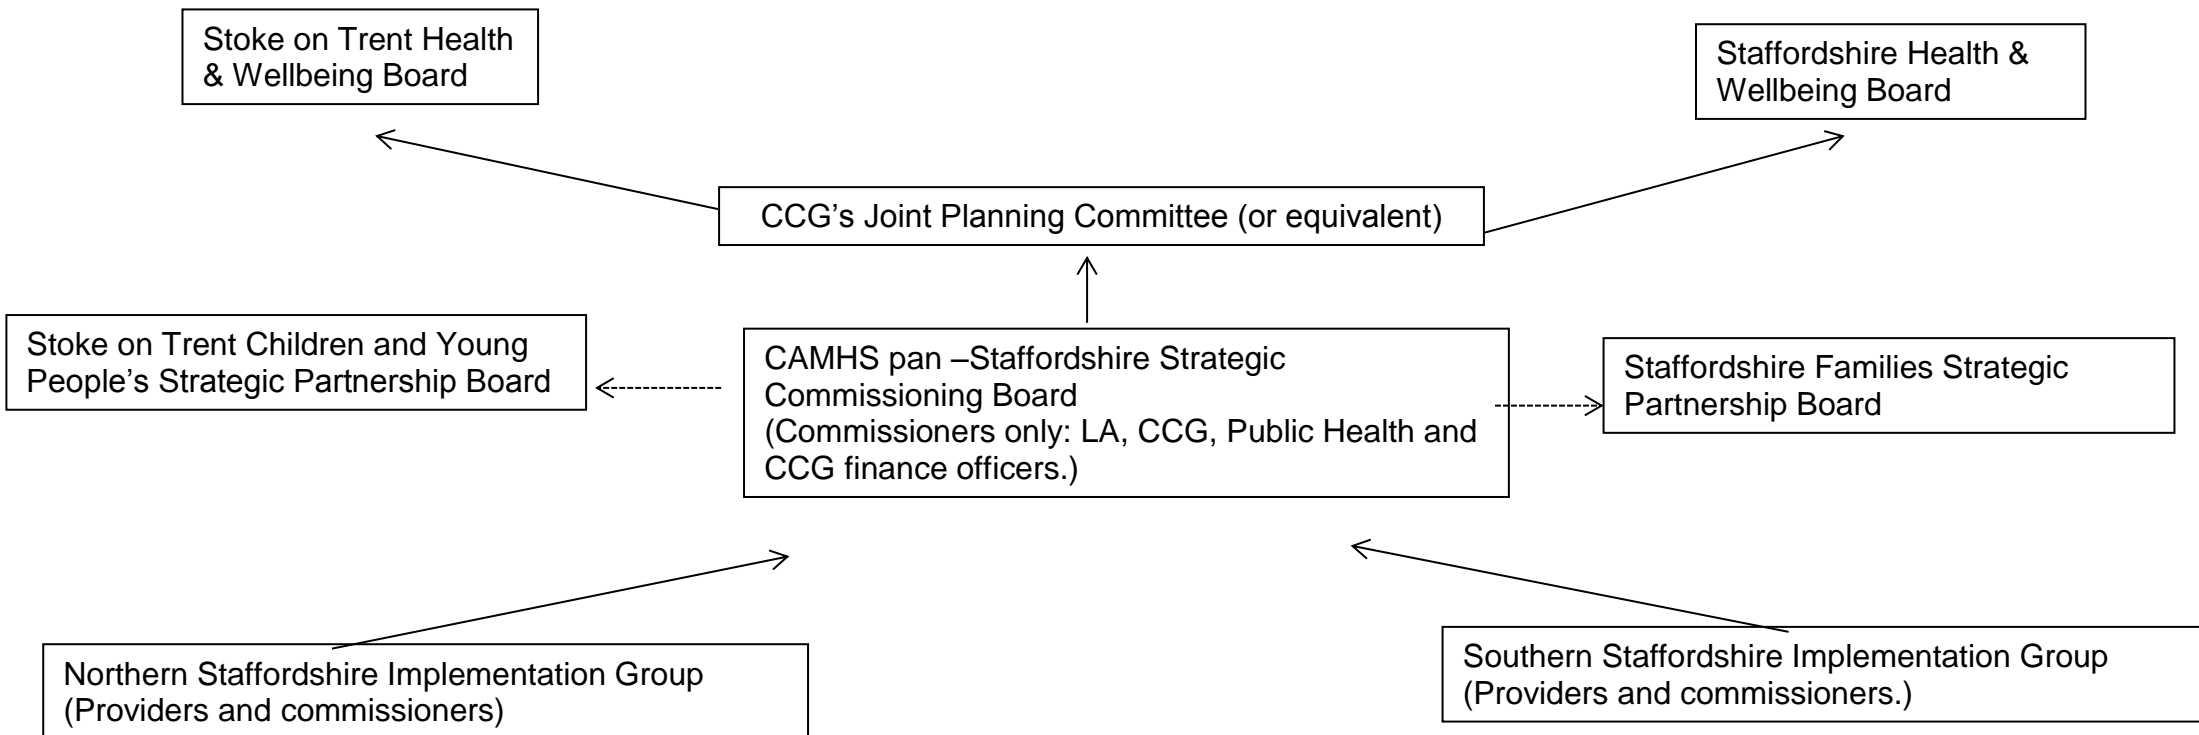 Stoke on Trent Health
& Wellbeing Board
Staffordshire Health &
Wellbeing Board
CCG’s Joint Planning Committee (or equivalent)
Stoke on Trent Children and Young
People’s Strategic Partnership Board
CAMHS pan –Staffordshire Strategic
Commissioning Board
(Commissioners only: LA, CCG, Public Health and
CCG finance officers.)
Staffordshire Families Strategic
Partnership Board
Northern Staffordshire Implementation Group
(Providers and commissioners)
Southern Staffordshire Implementation Group
(Providers and commissioners.)